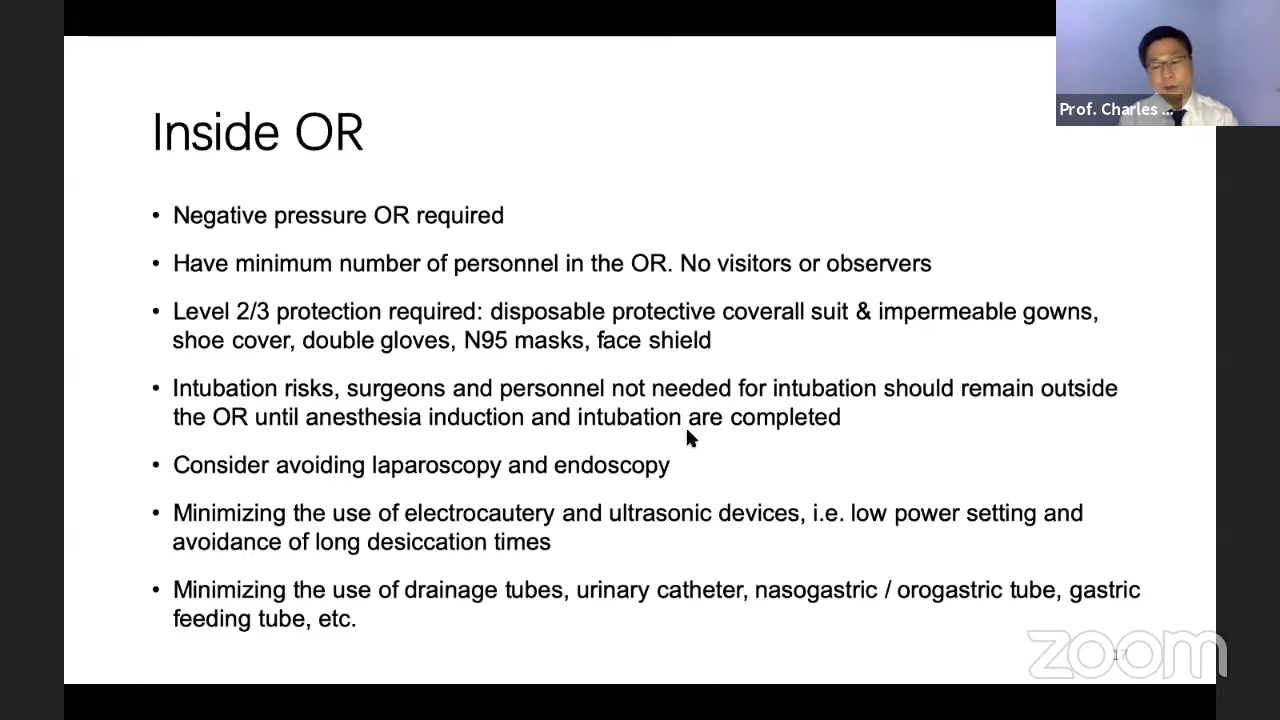 Prof. Charles ...
Inside OR
• Negative pressure OR required
• Have minimum number of personnel in the OR. No visitors or observers
• Level 2/3 protection required: disposable protective coverall suit & impermeable gowns,
shoe cover, double gloves, N95 masks, face shield
• Intubation risks, surgeons and personnel not needed for intubation should remain outside
the OR until anesthesia induction and intubation are completed
• Consider avoiding laparoscopy and endoscopy
• Minimizing the use of electrocautery and ultrasonic devices, i.e. low power setting and
avoidance of long desiccation times
• Minimizing the use of drainage tubes, urinary catheter, nasogastric / orogastric tube, gastric
feeding tube, etc.
zoom
17